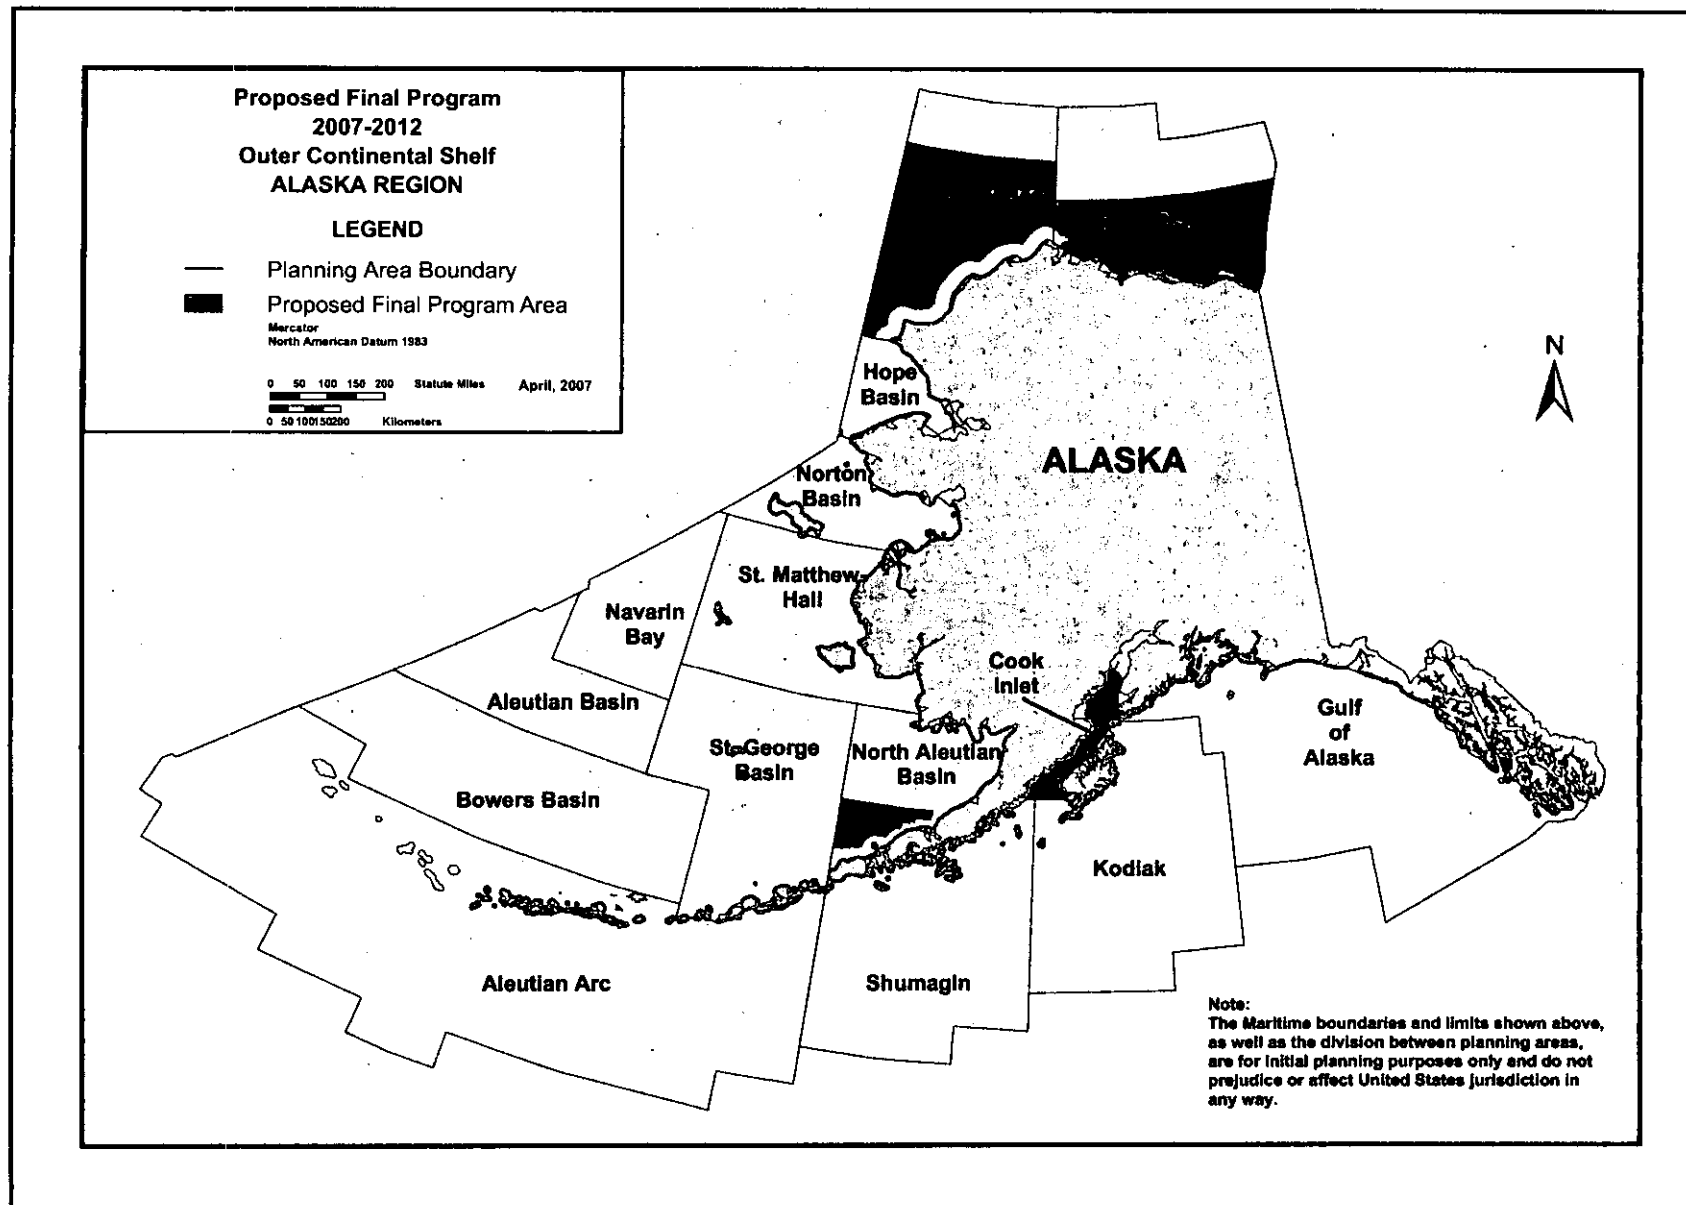 Proposed Final Program
2007-2012
Outer Continental Shelf
ALASKA REGION
LEGEND
Planning Area Boundary
Proposed Final Program Area
Mercator
North American Datum 1983
0 50 100 150 200 Statute Miles April, 2007
0 50 100 150 200 Kilometers
N
Hope
Basin
ALASKA
Norton
Basin
St. Matthew-
Hall
Navarin
Bay
Cook
Inlet
Aleutian Basin
Gulf
of
Alaska
St. George
Basin
North Aleutian
Basin
Bowers Basin
Kodiak
Aleutian Arc
Shumagin
Note:
The Maritime boundaries and limits shown above,
as well as the division between planning areas,
are for initial planning purposes only and do not
prejudice or affect United States jurisdiction in
any way.